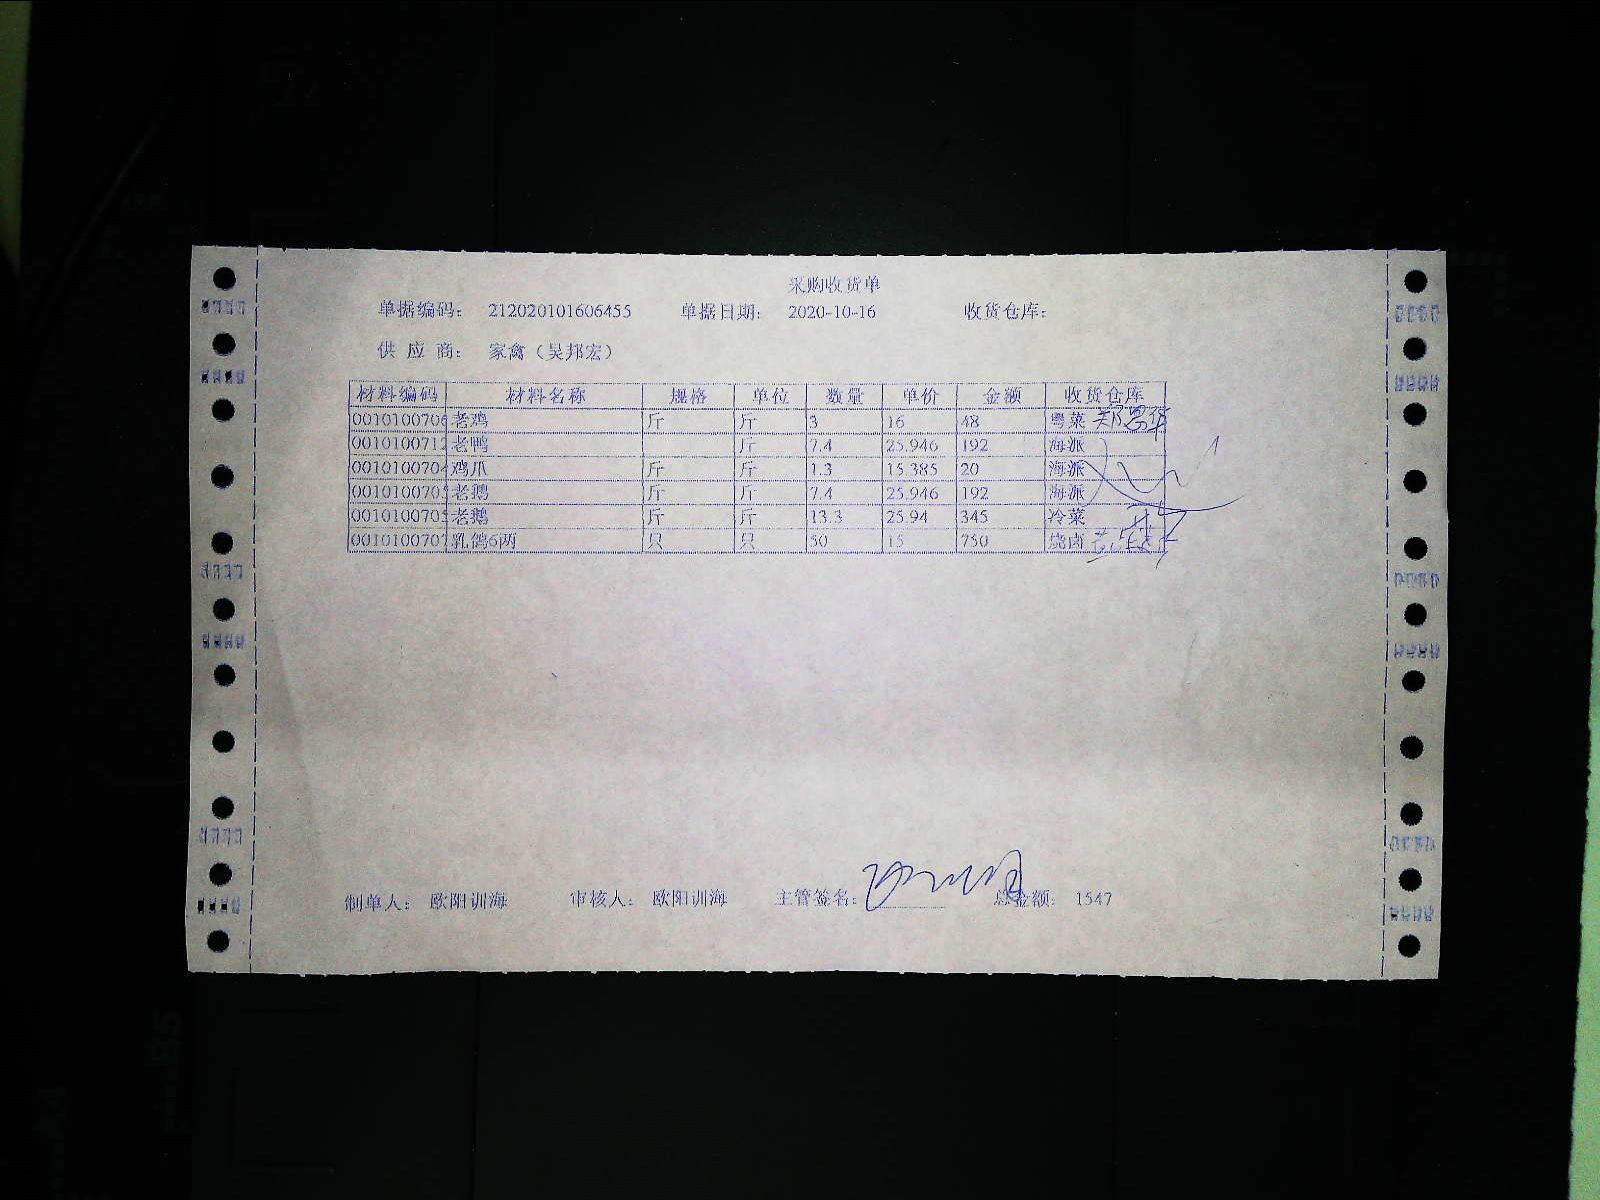 采购收货单
单据编码: 212020101606455 单据日期: 2020-10-16 收货仓库:
供 应 商: 家禽(吴邦宏)
材料编码 材料名称 规格 单位 数量 单价 金额 收货仓库
0010100706 老鸡 斤 斤 3 16 48 粤菜
001010071 老鸭 斤 7.4 25.946 192 海派
001010070 鸡爪 斤 斤 1.3 15.385 20 海派
001010070 老鹅 斤 斤 7.4 25.946 192 海派
0010100705 老鹅 斤 斤 13.3 25.94 345 冷菜
0010100707 乳鸽6两 只 只 50 15 750 烧卤
制单人: 欧阳训海 审核人: 欧阳训海 主管签名: 总金额: 1547